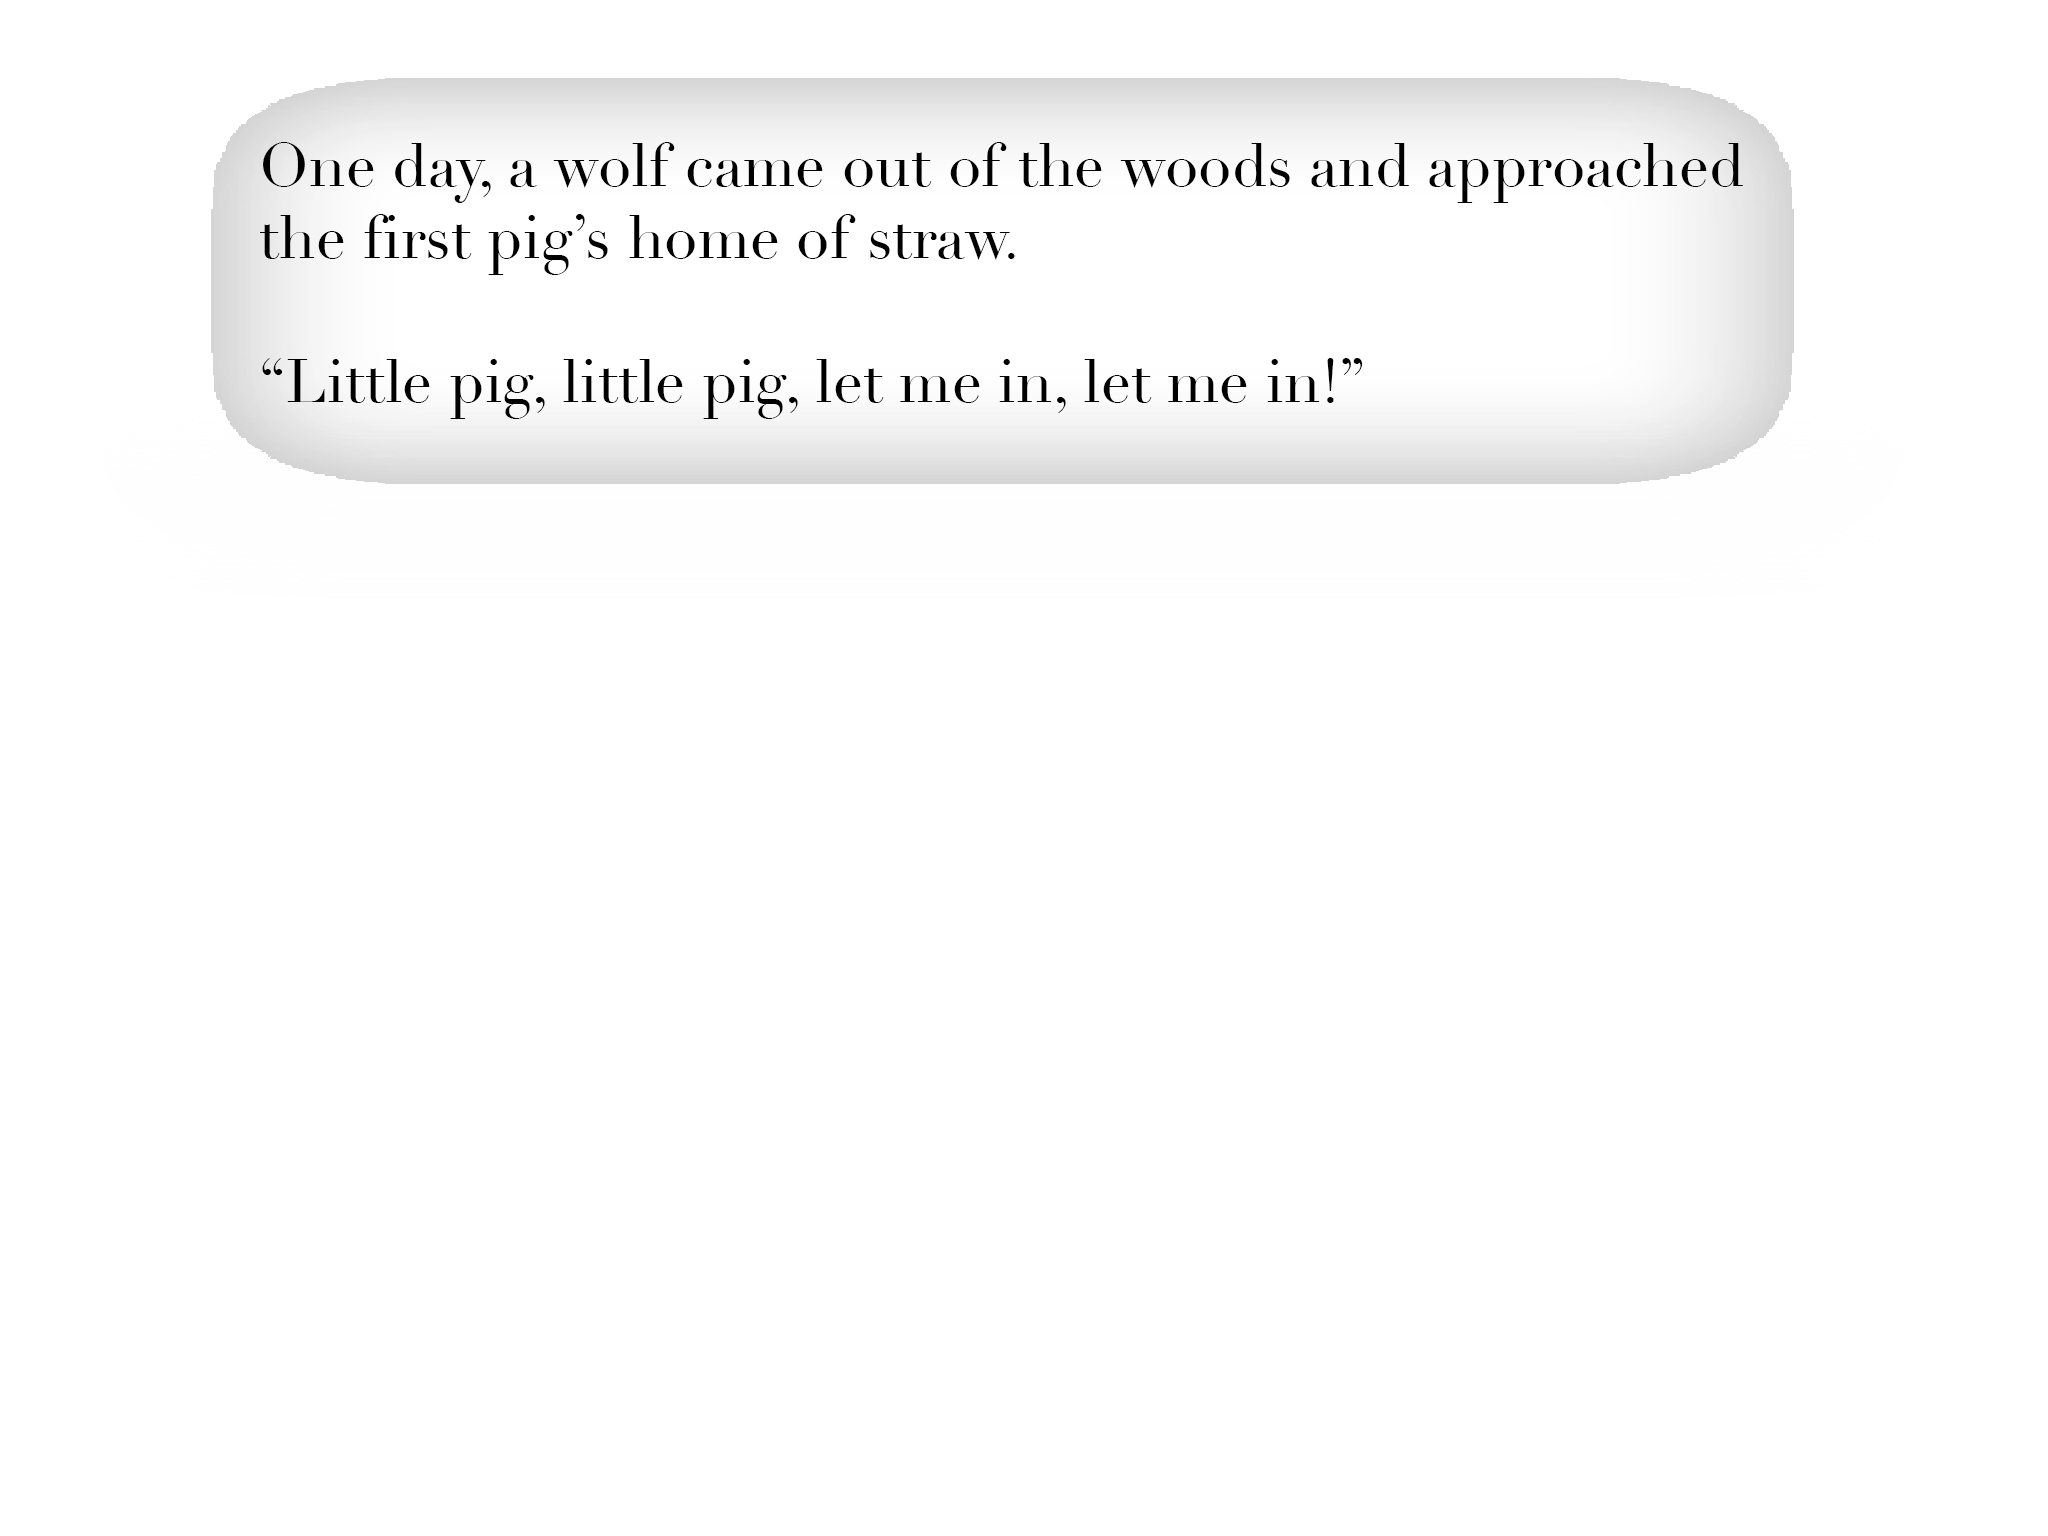 One day, a wolf came out of the woods and approached
the first pig’s home of straw.
“Little pig, little pig, let me in, let me in!”